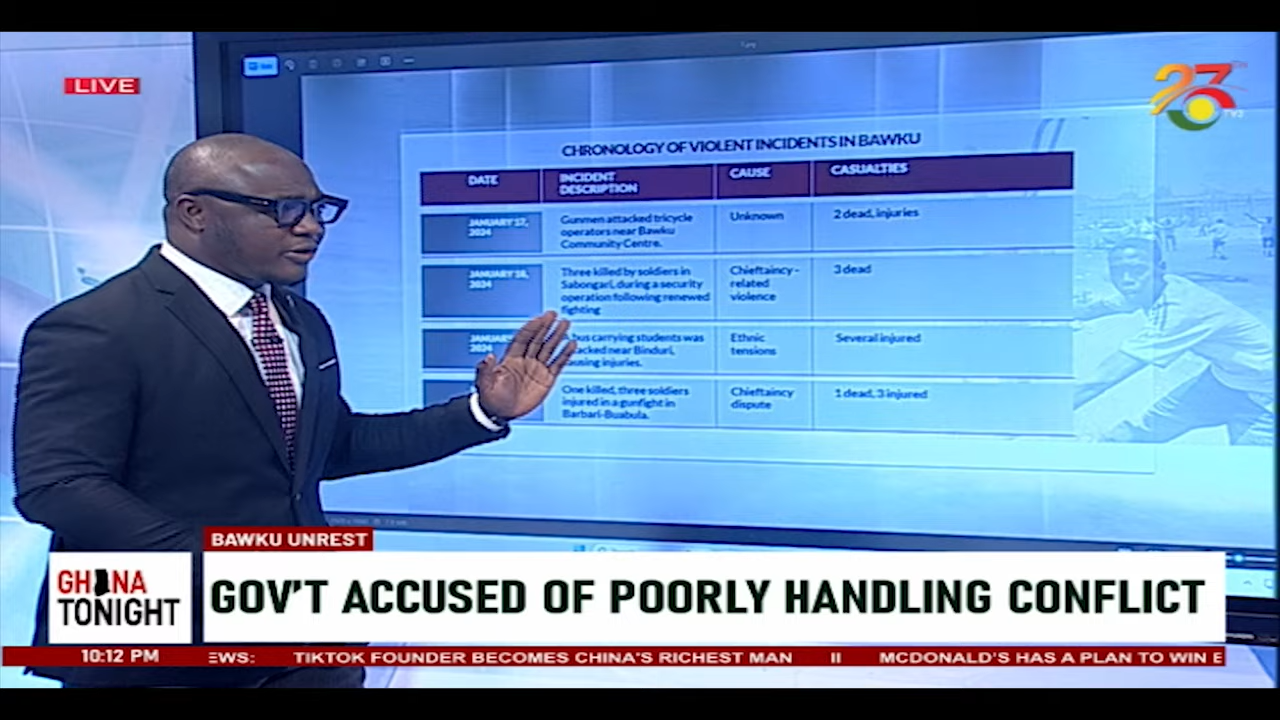 LIVE
23
TV3
CHRONOLOGY OF VIOLENT INCIDENTS IN BAWKU
DATE INCIDENT DESCRIPTION CAUSE CASUALTIES
JANUARY 17, 2024
Gunmen attacked tricycle
operators near Bawku
Community Centre.
Unknown
2 dead, injuries
2024
Three killed by soldiers in
Sabongari, during a security
operation following renewed
fighting
Chieftaincy-
related
violence
3 dead
2024
bus carrying students was
near Binduri,
injuries.
Ethnic
tensions
Several injured
One killed, three soldiers
injured in a gunfight in
Barbari-Buabula.
Chieftaincy
dispute
1 dead, 3 injured
BAWKU UNREST
GHANA
TONIGHT
GOV'T ACCUSED OF POORLY HANDLING CONFLICT
10:12 PM EWS: TIKTOK FOUNDER BECOMES CHINA'S RICHEST MAN II MCDONALD'S HAS A PLAN TO WIN